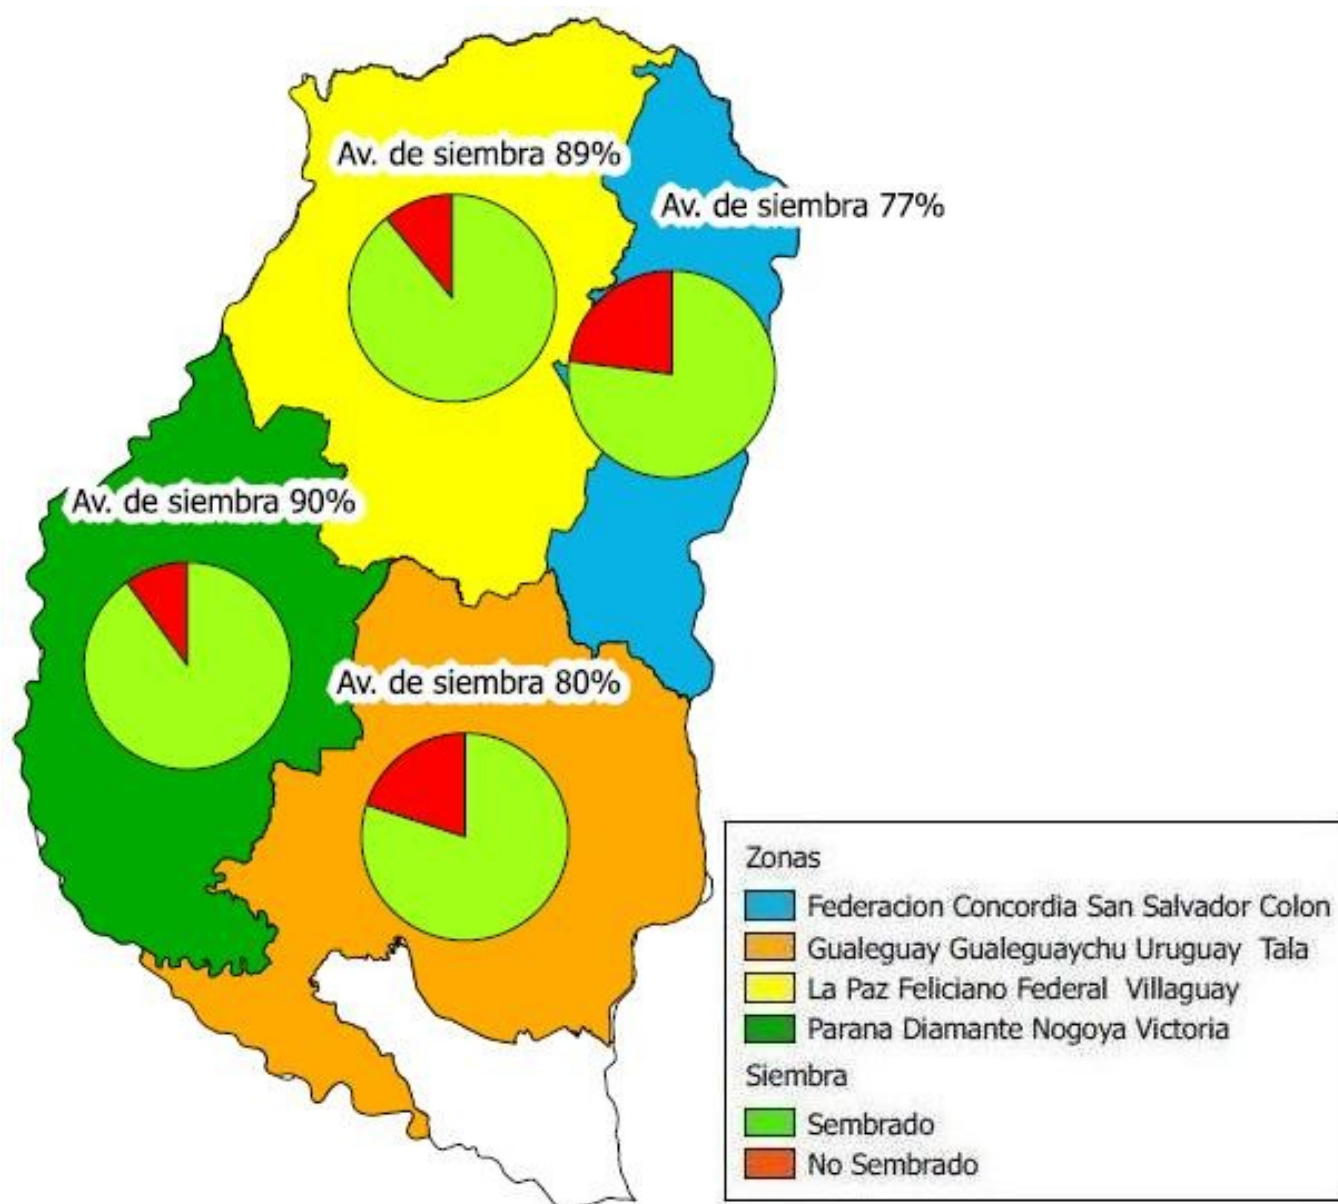 Av. de siembra 89%
Av. de siembra 77%
Av. de siembra 90%
Av. de siembra 80%
Zonas
Federacion Concordia San Salvador Colon
Gualeguay Gualeguaychu Uruguay  Tala
La Paz Feliciano Federal  Villaguay
Parana Diamante Nogoya Victoria
Siembra
Sembrado
No Sembrado